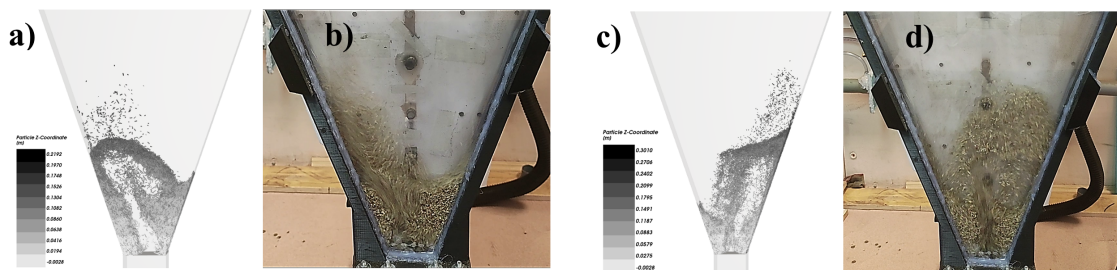 a)
Particle Z-Coordinate
(m)
0.2192
0.1970
0.1748
0.1526
0.1304
0.1082
0.0860
0.0638
0.0416
0.0194
-0.0028
b)
c)
Particle Z-Coordinate
(m)
0.3010
0.2706
0.2402
0.2099
0.1795
0.1491
0.1187
0.0883
0.0579
0.0275
-0.0028
d)